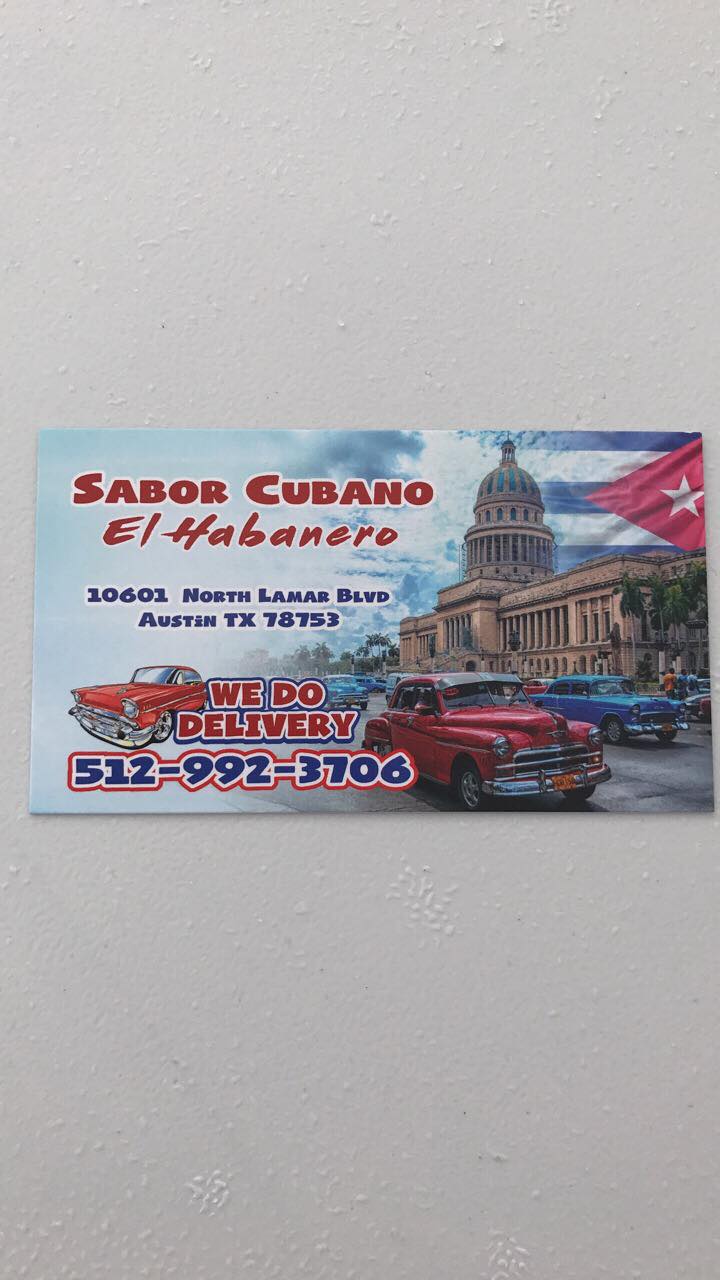 SABOR CUBANO
El Habanero
10601 NORTH LAMAR BLVD
AUSTIN TX 78753
WE DO
DELIVERY
512-992-3706